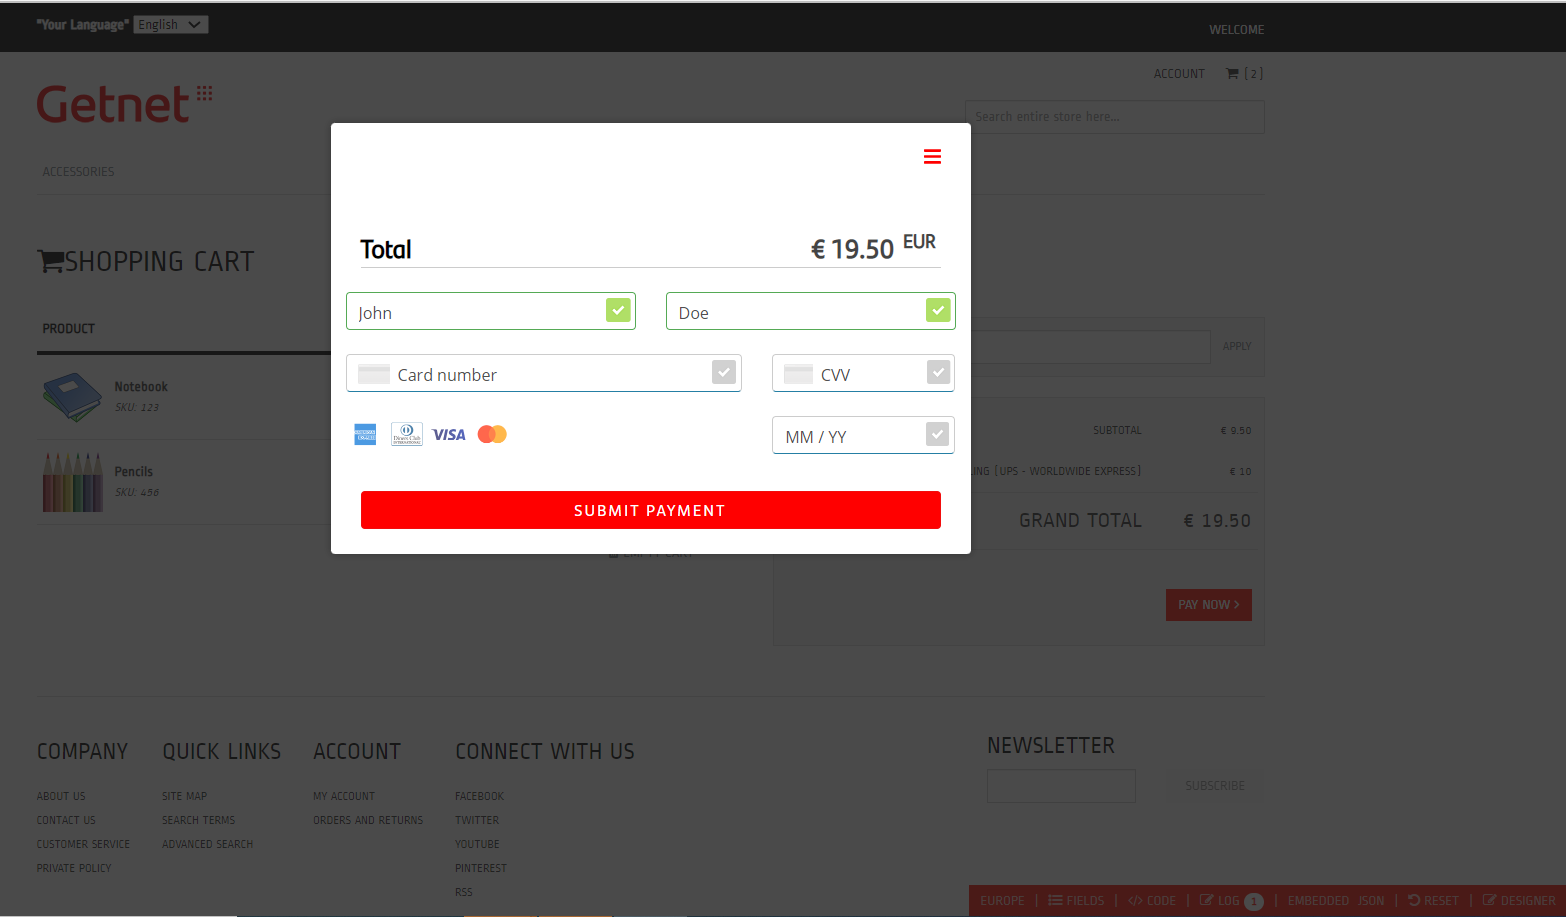 "Your Language" English
WELCOME
ACCOUNT [ 2 ]
Getnet
Search entire store here...
ACCESSORIES
Total € 19.50 EUR
SHOPPING CART
John Doe
PRODUCT
APPLY
Card number CVV
Notebook
SKU: 123
MM / YY
VISA
SUBTOTAL € 9.50
Pencils
SKU: 456
ING [UPS - WORLDWIDE EXPRESS] € 10
SUBMIT PAYMENT
GRAND TOTAL € 19.50
EMPTY CART
PAY NOW
COMPANY QUICK LINKS ACCOUNT CONNECT WITH US NEWSLETTER
ABOUT US SITE MAP MY ACCOUNT FACEBOOK SUBSCRIBE
CONTACT US SEARCH TERMS ORDERS AND RETURNS TWITTER
CUSTOMER SERVICE ADVANCED SEARCH YOUTUBE
PRIVATE POLICY PINTEREST
RSS
EUROPE | FIELDS | </> CODE | LOG 1 | EMBEDDED JSON | RESET | DESIGNER